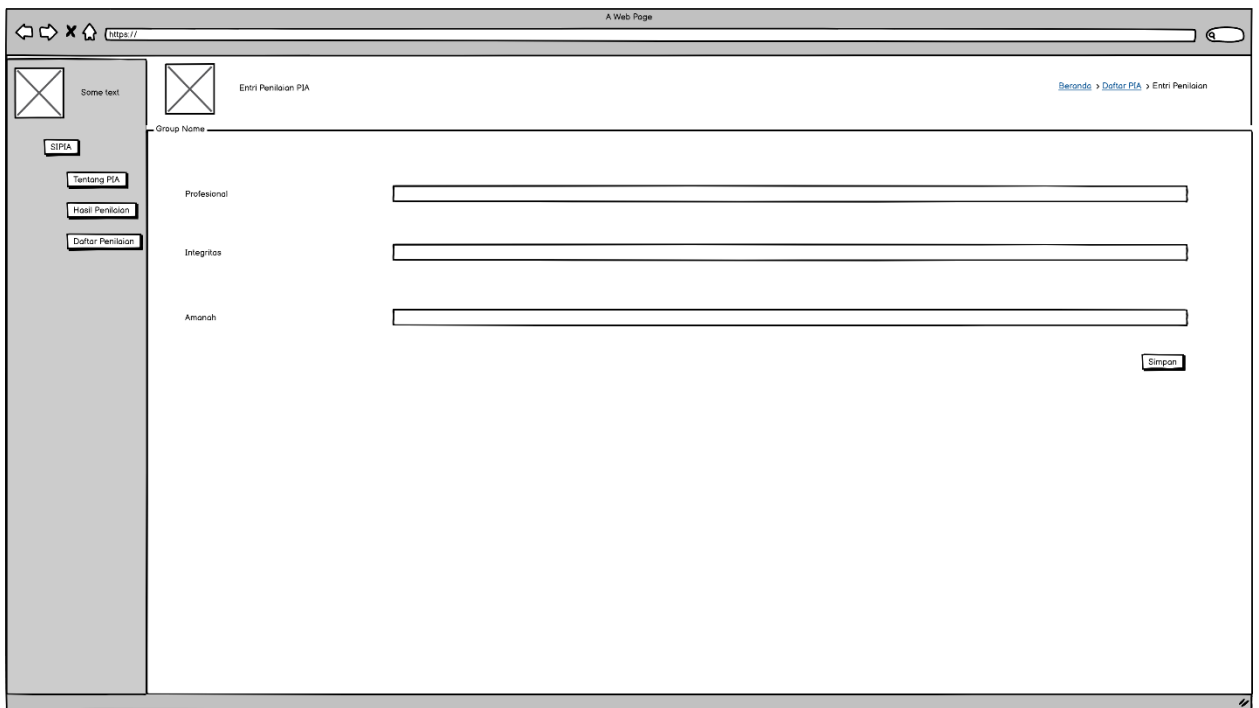 A Web Page
https://
Some text
SIPIA
Tentang PIA
Hasil Penilaian
Daftar Penilaian
Entri Penilaian PIA
Beranda > Daftar PIA > Entri Penilaian
Group Name
Profesional
Integritas
Amanah
Simpan